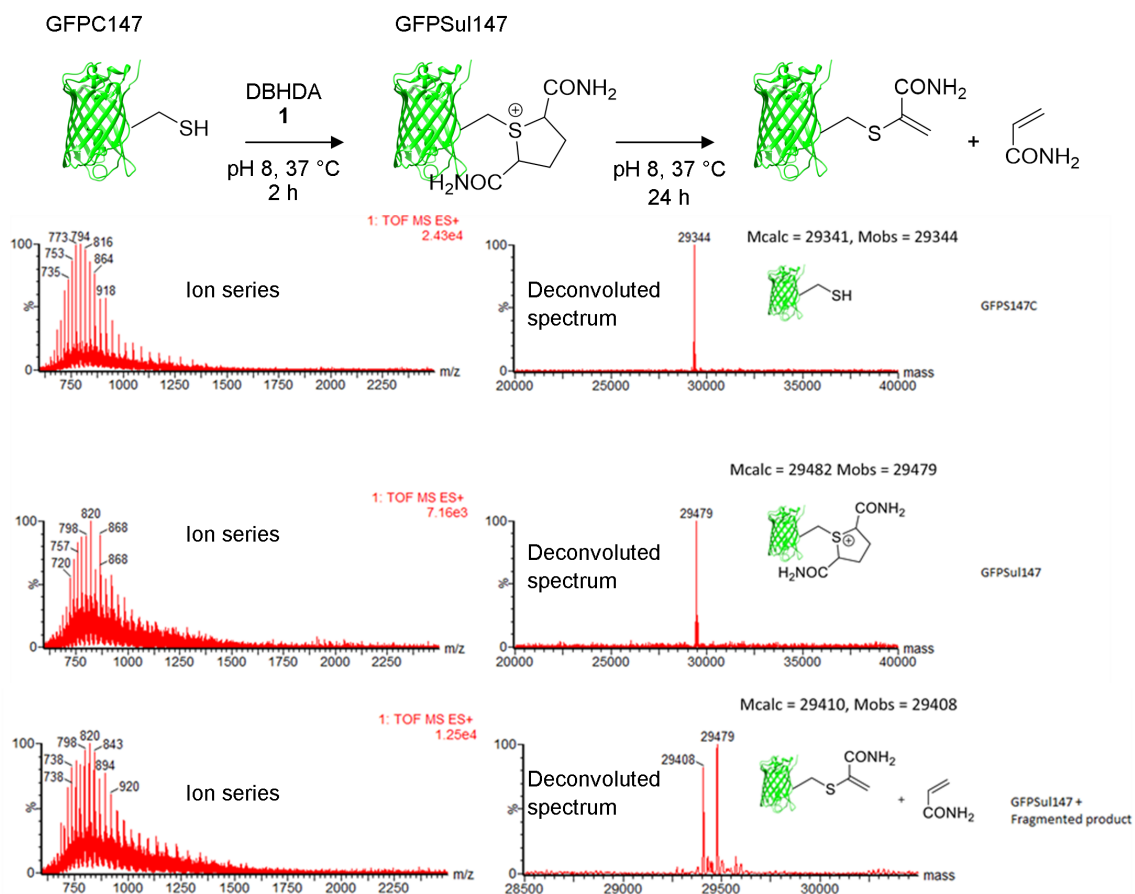 GFPC147
GFPSul147
SH
DBHDA
1
pH 8, 37 °C
2 h
CONH2
S
+
H2NOC
pH 8, 37 °C
24 h
CONH2
S
+
CONH2
1: TOF MS ES+
2.43e4
100
%
0
735
753
773
794
816
864
918
Ion series
750 1000 1250 1500 1750 2000 2250 m/z
100
%
0
29344
Deconvoluted
spectrum
Mcalc = 29341, Mobs = 29344
SH
GFPS147C
20000 25000 30000 35000 40000 mass
1: TOF MS ES+
7.16e3
100
%
0
720
757
798
820
868
868
Ion series
750 1000 1250 1500 1750 2000 2250 m/z
100
%
0
29479
Deconvoluted
spectrum
Mcalc = 29482 Mobs = 29479
CONH2
S
+
H2NOC
GFPSul147
20000 25000 30000 35000 40000 mass
1: TOF MS ES+
1.25e4
100
%
0
738
738
798
820
843
894
920
Ion series
750 1000 1250 1500 1750 2000 2250 m/z
100
%
0
29408
29479
Deconvoluted
spectrum
Mcalc = 29410, Mobs = 29408
CONH2
S
+
CONH2
GFPSul147 +
Fragmented product
28500 29000 29500 30000 mass